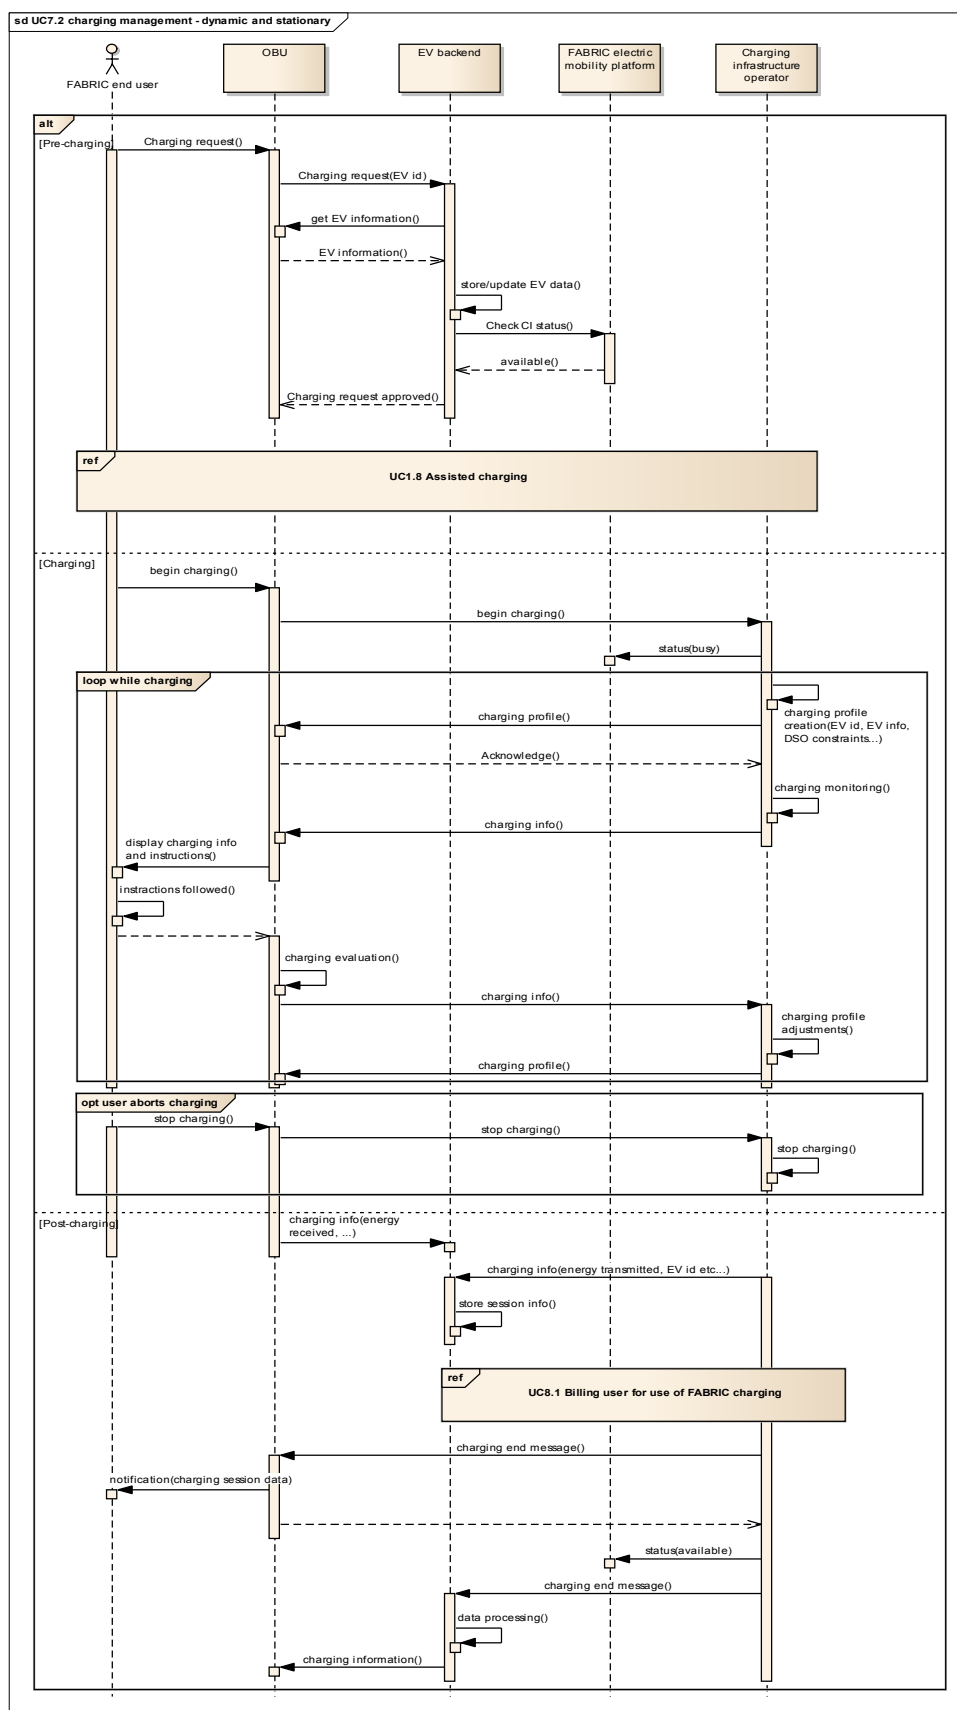 sd UC7.2 charging management - dynamic and stationary
FABRIC end user
OBU
EV backend
FABRIC electric
mobility platform
Charging
infrastructure
operator
alt
[Pre-charging]
Charging request()
Charging request(EV id)
get EV information()
EV information()
store/update EV data()
Check CI status()
available()
Charging request approved()
ref
UC1.8 Assisted charging
[Charging]
begin charging()
begin charging()
status(busy)
loop while charging
charging profile
creation(EV id, EV info,
DSO constraints...)
charging profile()
Acknowledge()
charging monitoring()
charging info()
display charging info
and instructions()
instractions followed()
charging evaluation()
charging info()
charging profile
adjustments()
charging profile()
opt user aborts charging
stop charging()
stop charging()
stop charging()
[Post-charging]
charging info(energy
received, ...)
charging info(energy transmitted, EV id etc...)
store session info()
ref
UC8.1 Billing user for use of FABRIC charging
charging end message()
notification(charging session data)
status(available)
charging end message()
data processing()
charging information()